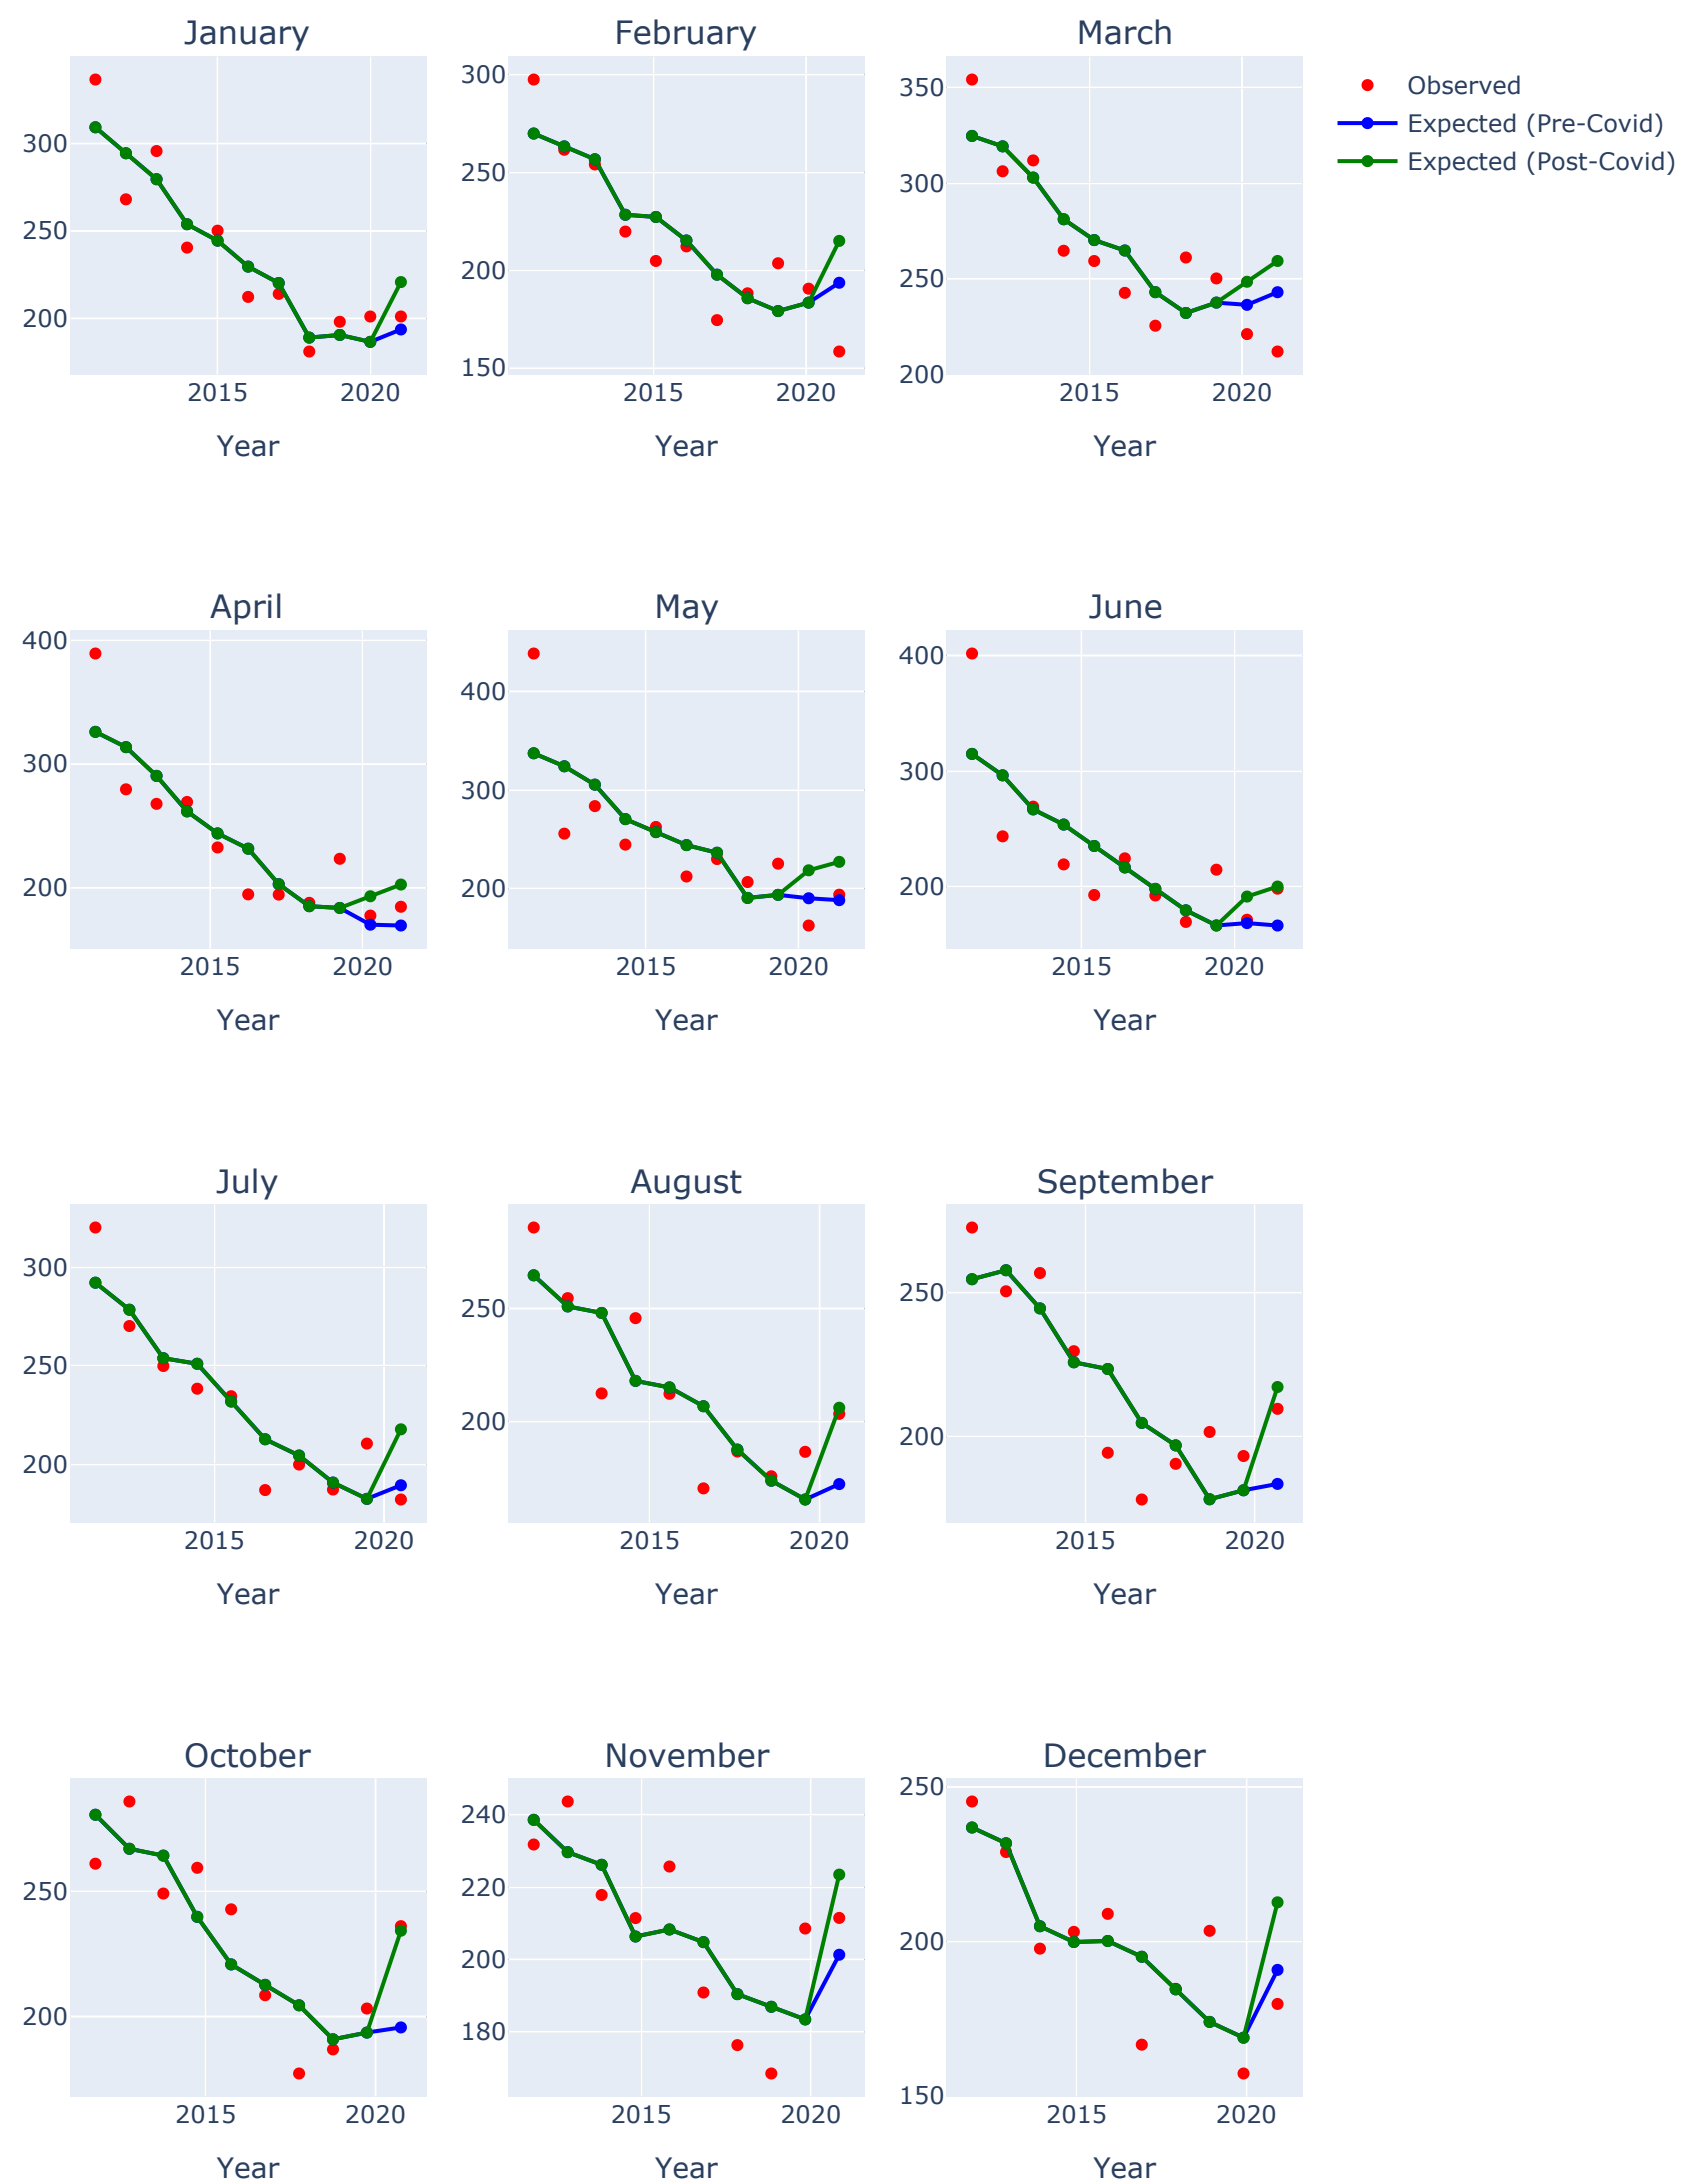 January
February
March
300
250
200
2015
2020
Year
300
250
200
150
2015
2020
Year
350
300
250
200
2015
2020
Year
Observed
Expected (Pre-Covid)
Expected (Post-Covid)
April
May
June
400
300
200
2015
2020
Year
400
300
200
2015
2020
Year
400
300
200
2015
2020
Year
July
August
September
300
250
200
2015
2020
Year
250
200
2015
2020
Year
250
200
2015
2020
Year
October
November
December
250
200
2015
2020
Year
240
220
200
180
2015
2020
Year
250
200
150
2015
2020
Year